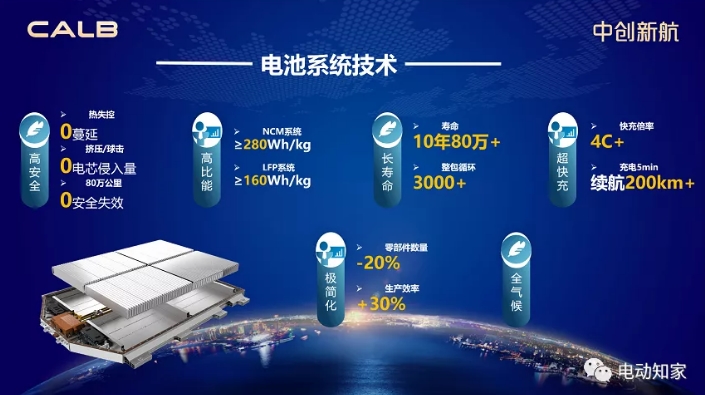 CALB
中创新航
电池系统技术
高安全
热失控
0蔓延
挤压/球击
0电芯侵入量
80万公里
0安全失效
高比能
NCM系统
≥280Wh/kg
LFP系统
≥160Wh/kg
长寿命
寿命
10年80万+
整包循环
3000+
超快充
快充倍率
4C+
充电5min
续航200km+
极简化
零部件数量
-20%
生产效率
+30%
全气候
电动知家